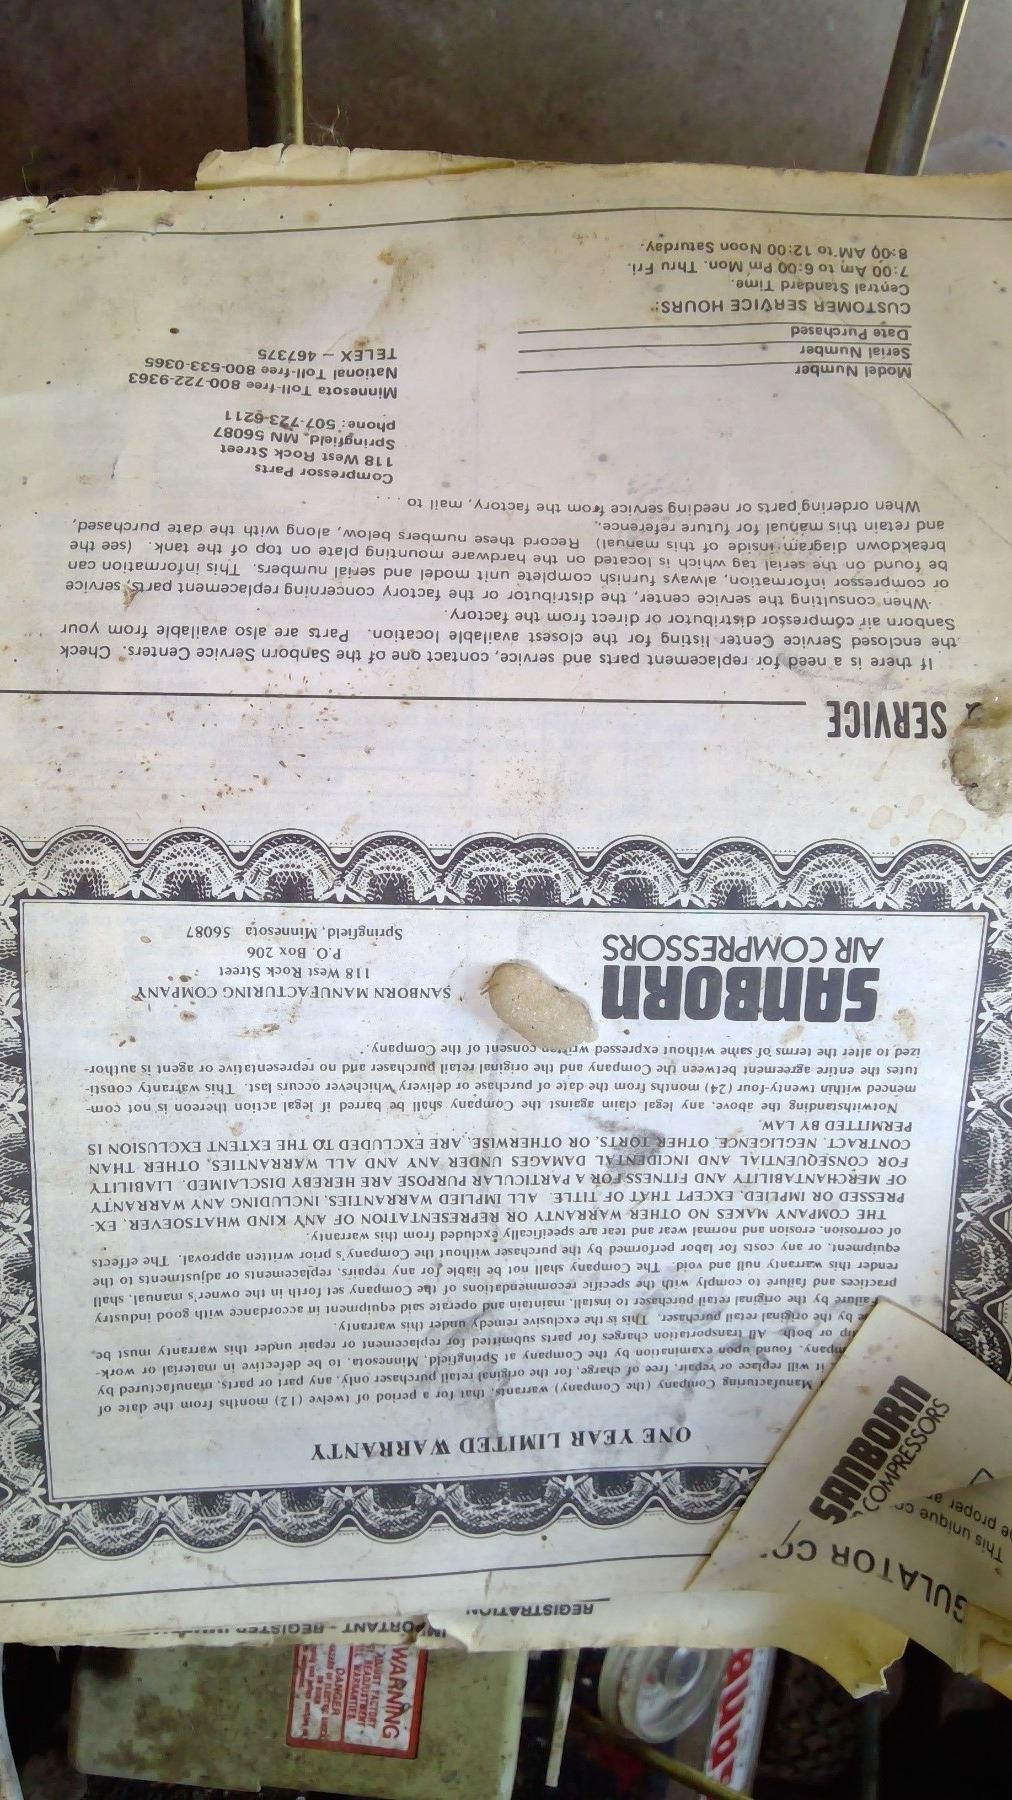 IMPORTANT - REGISTER
REGISTRATION
ONE YEAR LIMITED WARRANTY
Manufacturing Company (the Company) warrants, that for a period of twelve (12) months from the date of
it will replace or repair, free of charge, for the original retail purchaser only, any part or parts, manufactured by
found upon examination by the Company at Springfield, Minnesota, to be defective in material or work-
or both. All transportation charges for parts submitted for replacement or repair under this warranty must be
by the original retail purchaser. This is the exclusive remedy under this warranty.
Failure by the original retail purchaser to install, maintain and operate said equipment in accordance with good industry
practices and failure to comply with the specific recommendations of the Company set forth in the owner's manual, shall
render this warranty null and void. The Company shall not be liable for any repairs, replacements or adjustments to the
equipment, or any costs for labor performed by the purchaser without the Company's prior written approval. The effects
of corrosion, erosion and normal wear and tear are specifically excluded from this warranty.
THE COMPANY MAKES NO OTHER WARRANTY OR REPRESENTATION OF ANY KIND WHATSOEVER, EX-
PRESSED OR IMPLIED, EXCEPT THAT OF TITLE. ALL IMPLIED WARRANTIES, INCLUDING ANY WARRANTY
OF MERCHANTABILITY AND FITNESS FOR A PARTICULAR PURPOSE ARE HEREBY DISCLAIMED. LIABILITY
FOR CONSEQUENTIAL AND INCIDENTAL DAMAGES UNDER ANY AND ALL WARRANTIES, OTHER THAN
CONTRACT, NEGLIGENCE, OTHER TORTS, OR OTHERWISE, ARE EXCLUDED TO THE EXTENT EXCLUSION IS
PERMITTED BY LAW.
Notwithstanding the above, any legal claim against the Company shall be barred if legal action thereon is not com-
menced within twenty-four (24) months from the date of purchase or delivery whichever occurs last. This warranty consti-
tutes the entire agreement between the Company and the original retail purchaser and no representative or agent is author-
ized to alter the terms of same without expressed written consent of the Company.
SANBORN
AIR COMPRESSORS
SANBORN MANUFACTURING COMPANY
118 West Rock Street
P.O. Box 206
Springfield, Minnesota 56087
SERVICE
If there is a need for replacement parts and service, contact one of the Sanborn Service Centers. Check
the enclosed Service Center listing for the closest available location. Parts are also available from your
Sanborn air compressor distributor or direct from the factory.
When consulting the service center, the distributor or the factory concerning replacement parts, service
or compressor information, always furnish complete unit model and serial numbers. This information can
be found on the serial tag which is located on the hardware mounting plate on top of the tank. (see the
breakdown diagram inside of this manual) Record these numbers below, along with the date purchased,
and retain this manual for future reference.
When ordering parts or needing service from the factory, mail to . . .
Compressor Parts
118 West Rock Street
Springfield, MN 56087
phone: 507-723-6211
Minnesota Toll-free 800-722-9363
National Toll-free 800-533-0365
TELEX — 467375
Model Number
Serial Number
Date Purchased
CUSTOMER SERVICE HOURS:
Central Standard Time.
7:00 Am to 6:00 Pm Mon. Thru Fri.
8:00 AM to 12:00 Noon Saturday.
GULATOR CO
SANBORN
COMPRESSORS
This unique
proper
WARNING
DANGER